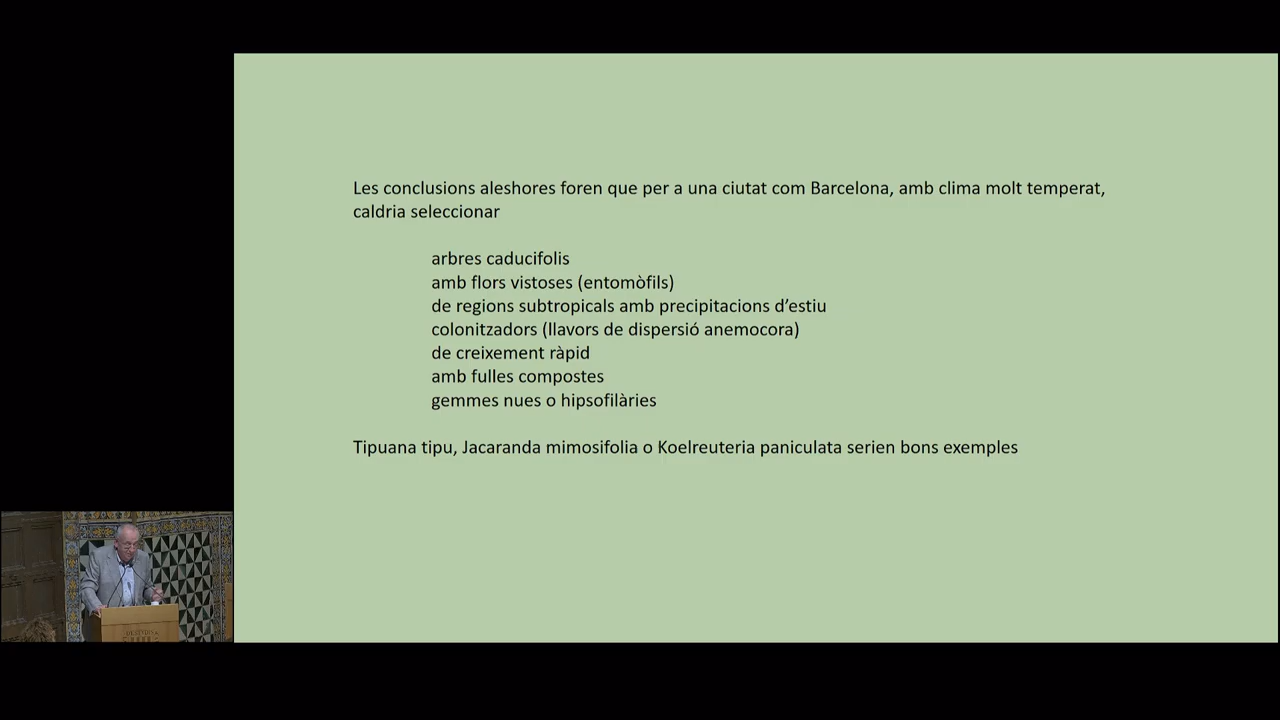 Les conclusions aleshores foren que per a una ciutat com Barcelona, amb clima molt temperat,
caldria seleccionar
arbres caducifolis
amb flors vistoses (entomòfils)
de regions subtropicals amb precipitacions d’estiu
colonitzadors (llavors de dispersió anemocora)
de creixement ràpid
amb fulles compostes
gemmes nues o hipsofilàries
Tipuana tipu, Jacaranda mimosifolia o Koelreuteria paniculata serien bons exemples